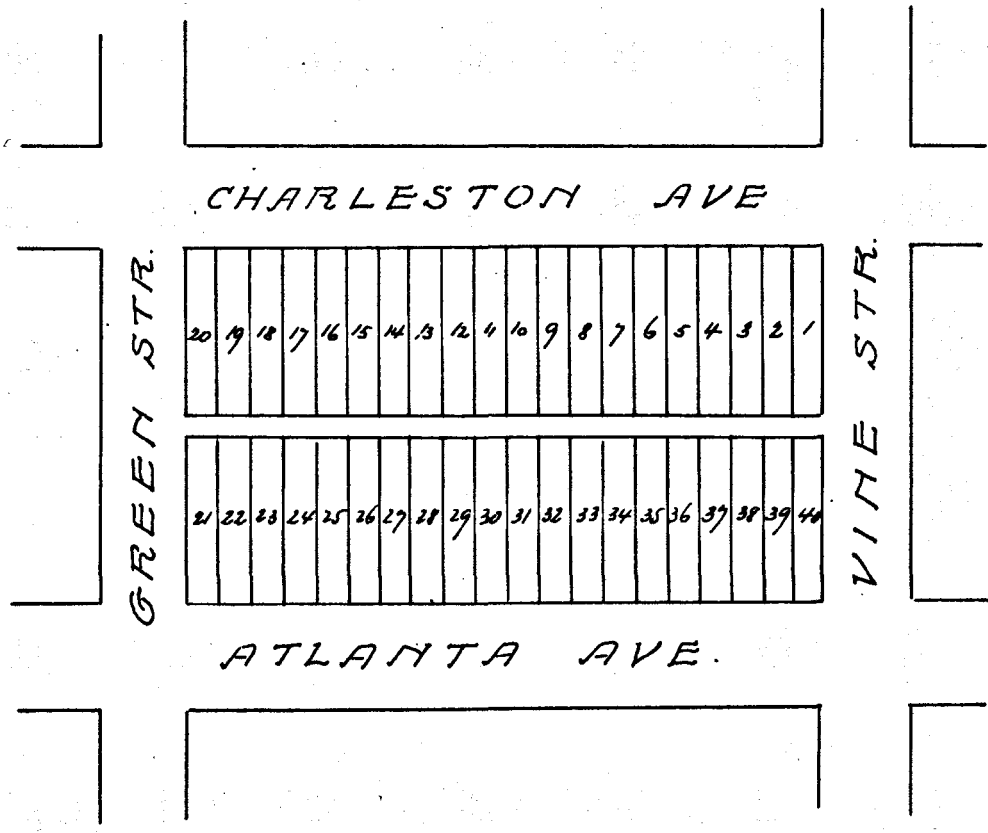 CHARLESTON AVE
GREEN STR.
VINE STR.
20 19 18 17 16 15 14 13 12 11 10 9 8 7 6 5 4 3 2 1
21 22 23 24 25 26 27 28 29 30 31 32 33 34 35 36 37 38 39 40
ATLANTA AVE.